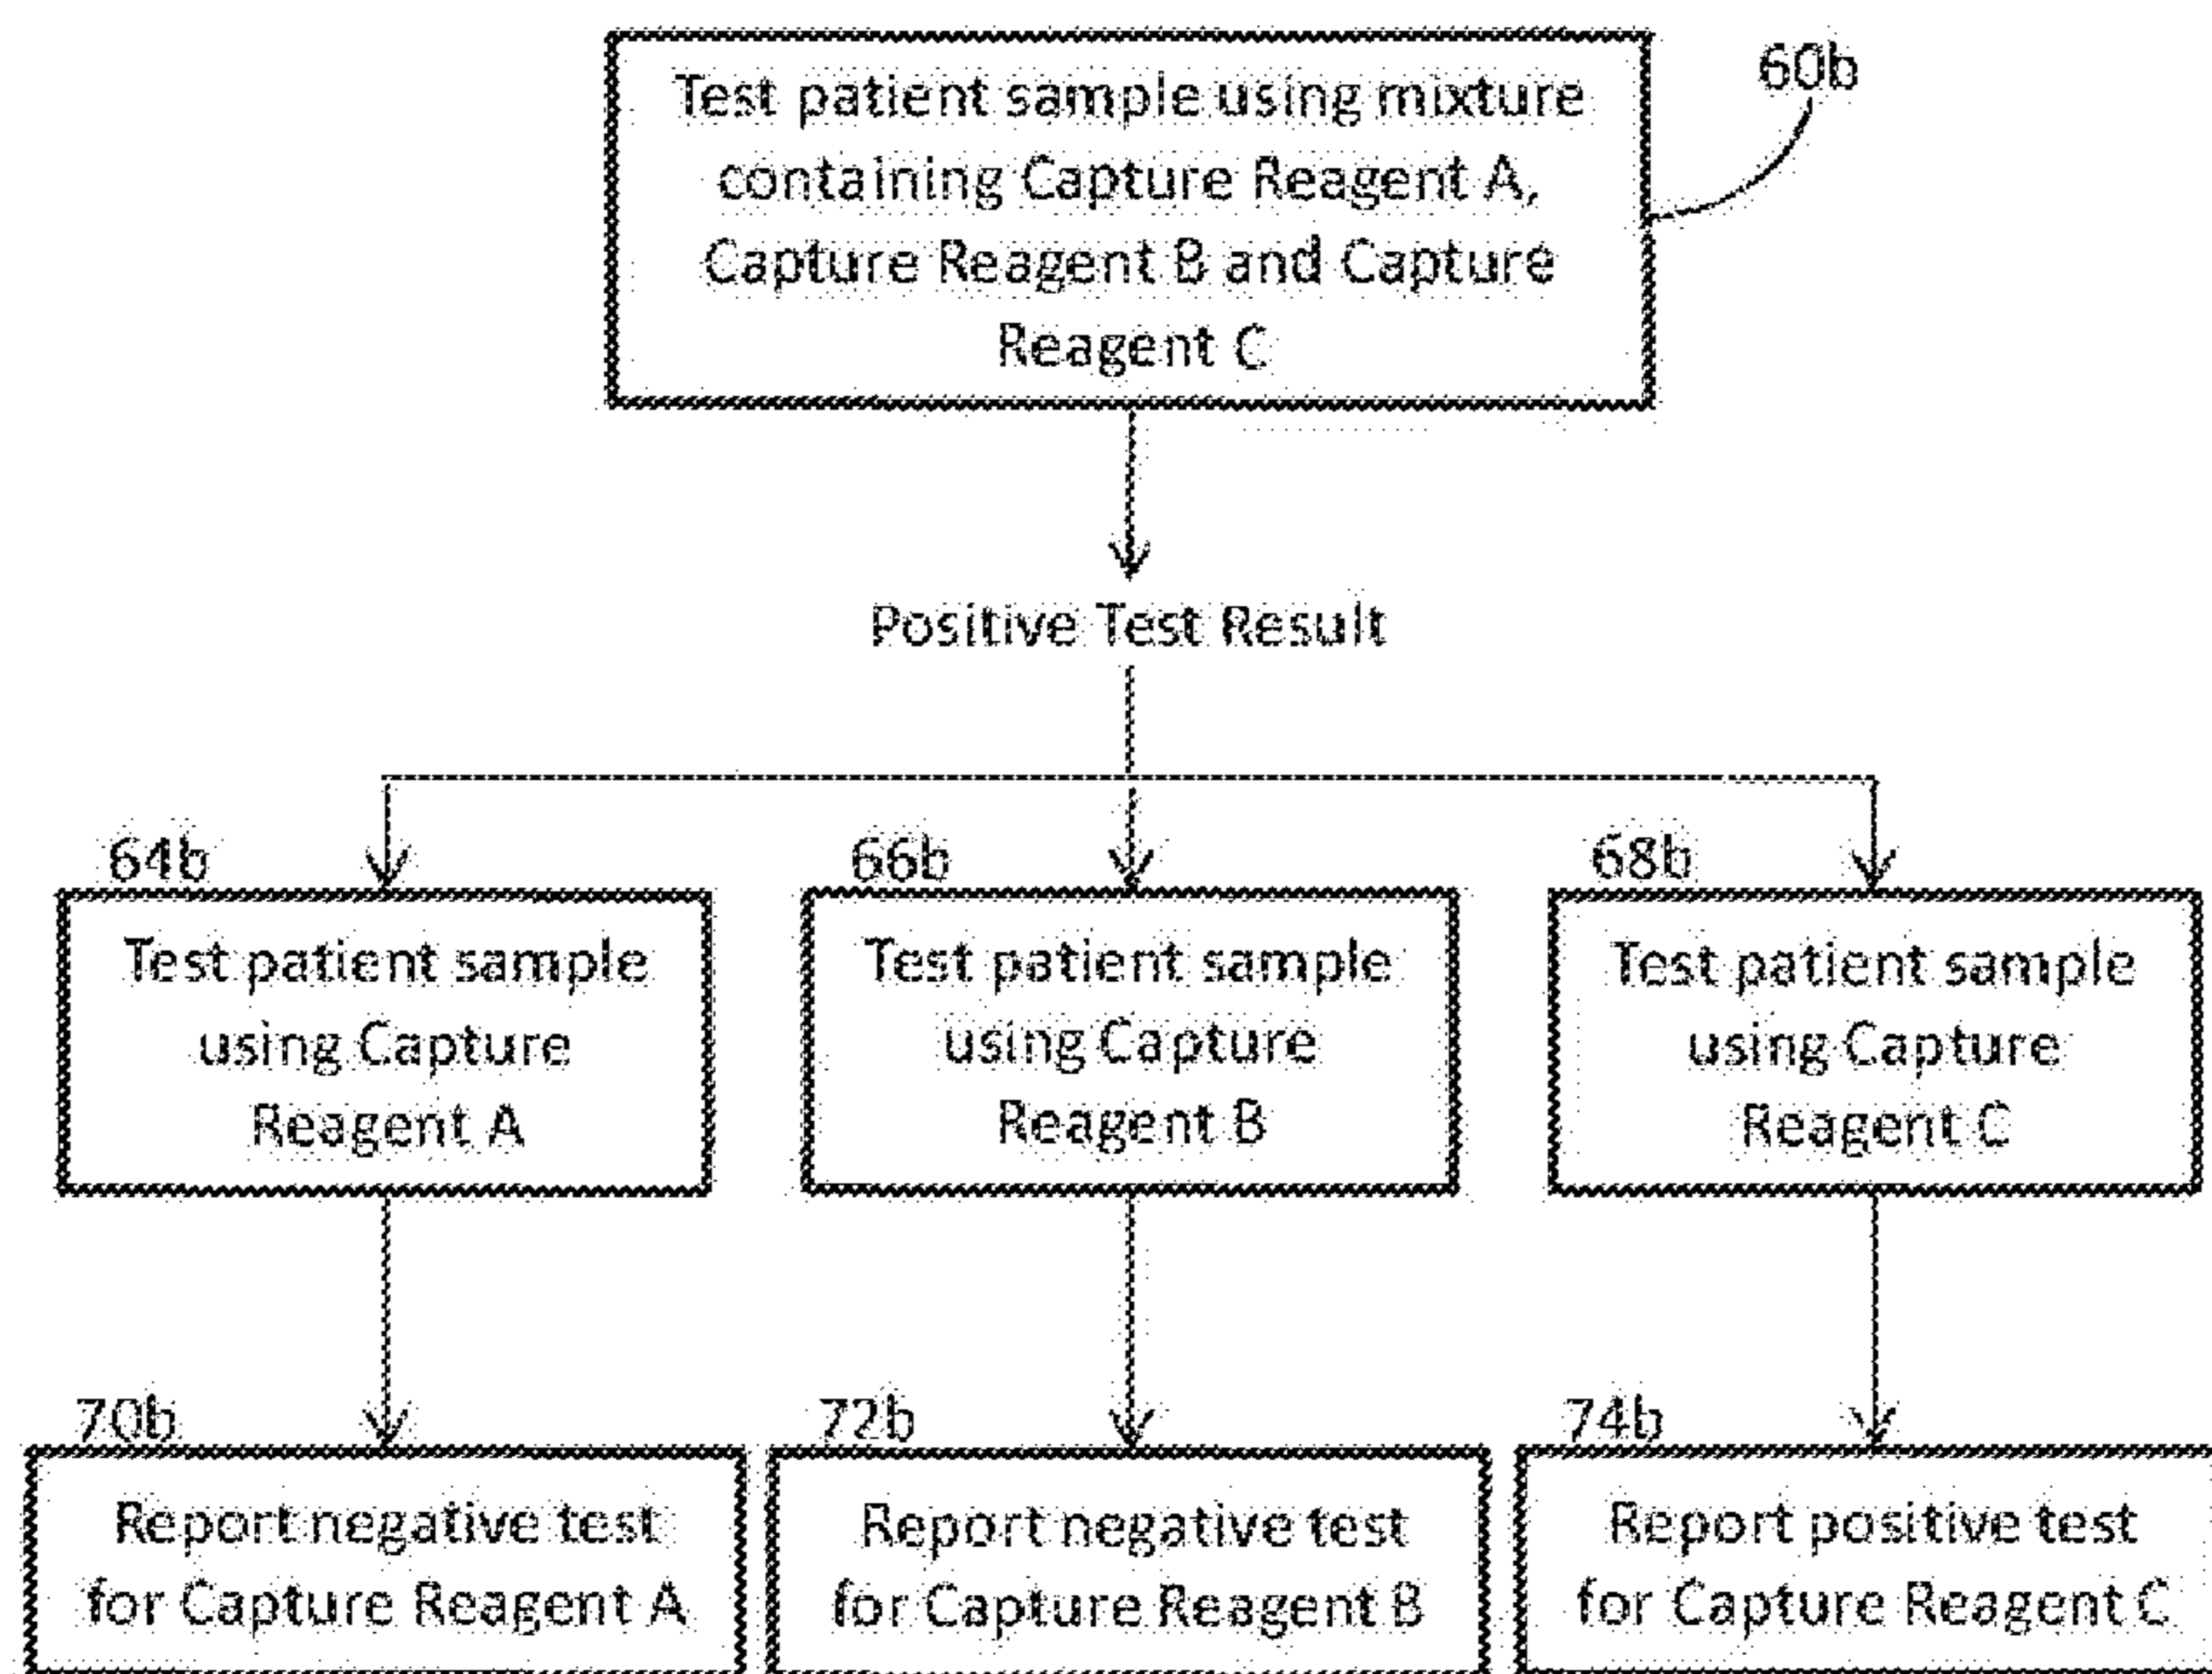 60b
Test patient sample using mixture
containing Capture Reagent A,
Capture Reagent B and Capture
Reagent C
Positive Test Result
64b
Test patient sample
using Capture
Reagent A
66b
Test patient sample
using Capture
Reagent B
68b
Test patient sample
using Capture
Reagent C
70b
Report negative test
for Capture Reagent A
72b
Report negative test
for Capture Reagent B
74b
Report positive test
for Capture Reagent C